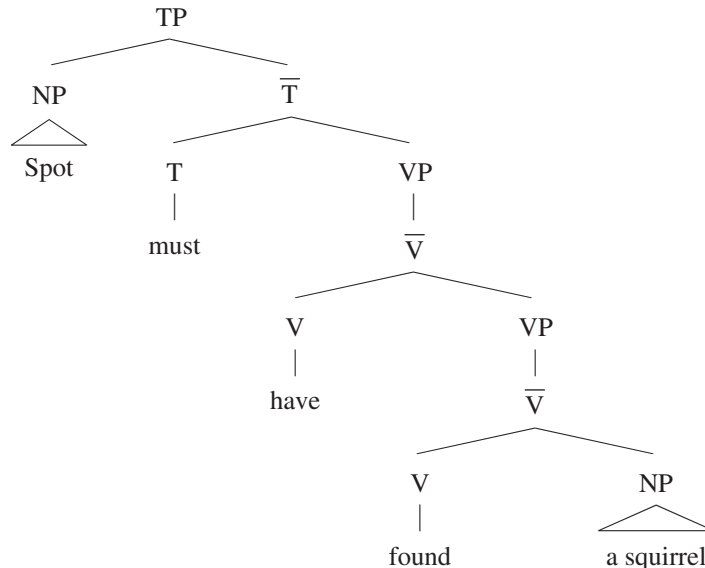 TP
NP T̅
Spot T VP
must V̅
V VP
have V̅
V NP
found a squirrel